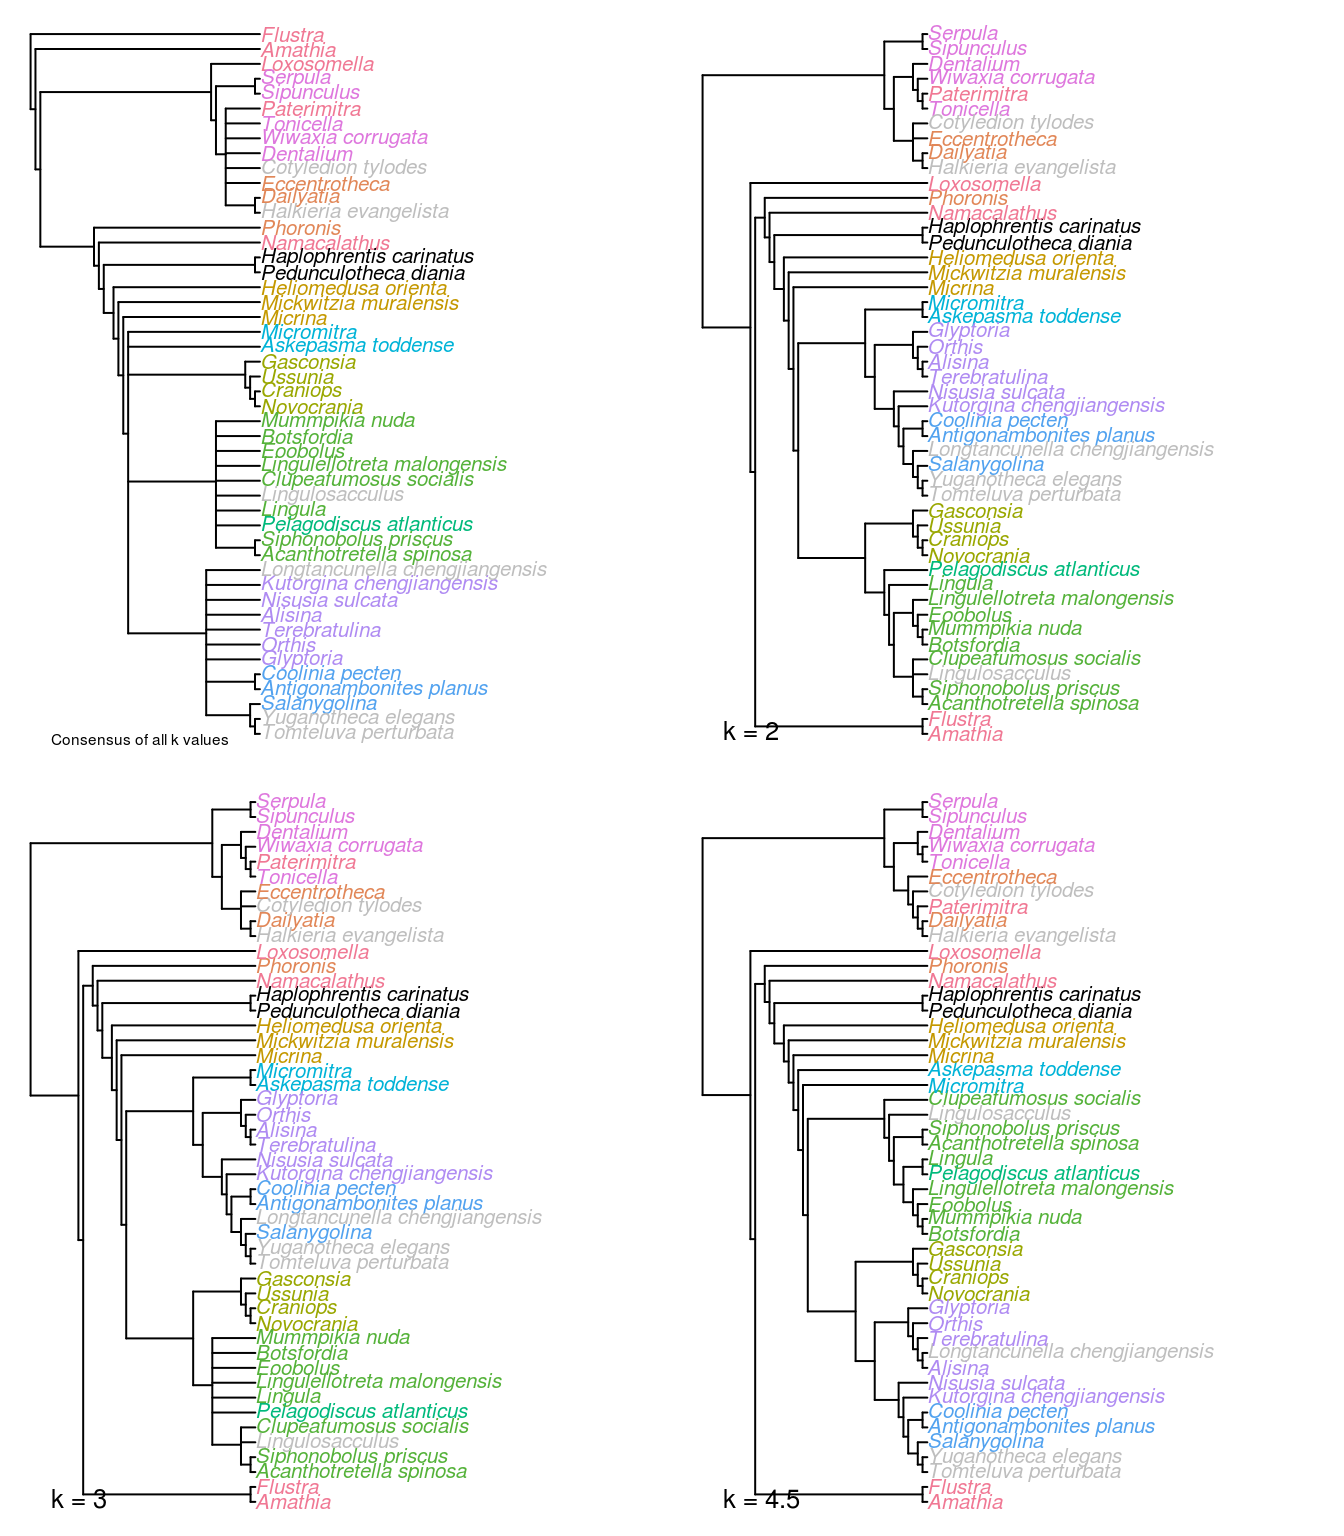 Flustra
Amathia
Loxosomella
Serpula
Sipunculus
Paterimitra
Tonicella
Wiwaxia corrugata
Dentalium
Cotyledion tylodes
Eccentrotheca
Dailyatia
Halkieria evangelista
Phoronis
Namacalathus
Haplophrentis carinatus
Pedunculotheca diania
Heliomedusa orienta
Mickwitzia muralensis
Micrina
Micromitra
Askepasma toddense
Gasconsia
Ussunia
Craniops
Novocrania
Mummpikia nuda
Botsfordia
Eoobolus
Lingulellotreta malongensis
Clupeafumosus socialis
Lingulosacculus
Lingula
Pelagodiscus atlanticus
Siphonobolus priscus
Acanthotretella spinosa
Longtancunella chengjiangensis
Kutorgina chengjiangensis
Nisusia sulcata
Alisina
Terebratulina
Orthis
Glyptoria
Coolinia pecten
Antigonambonites planus
Salanygolina
Yuganotheca elegans
Tomteluva perturbata
Consensus of all k values
Serpula
Sipunculus
Dentalium
Wiwaxia corrugata
Paterimitra
Tonicella
Cotyledion tylodes
Eccentrotheca
Dailyatia
Halkieria evangelista
Loxosomella
Phoronis
Namacalathus
Haplophrentis carinatus
Pedunculotheca diania
Heliomedusa orienta
Mickwitzia muralensis
Micrina
Micromitra
Askepasma toddense
Glyptoria
Orthis
Alisina
Terebratulina
Nisusia sulcata
Kutorgina chengjiangensis
Coolinia pecten
Antigonambonites planus
Longtancunella chengjiangensis
Salanygolina
Yuganotheca elegans
Tomteluva perturbata
Gasconsia
Ussunia
Craniops
Novocrania
Pelagodiscus atlanticus
Lingula
Lingulellotreta malongensis
Eoobolus
Mummpikia nuda
Botsfordia
Clupeafumosus socialis
Lingulosacculus
Siphonobolus priscus
Acanthotretella spinosa
Flustra
Amathia
k = 2
Serpula
Sipunculus
Dentalium
Wiwaxia corrugata
Paterimitra
Tonicella
Eccentrotheca
Cotyledion tylodes
Dailyatia
Halkieria evangelista
Loxosomella
Phoronis
Namacalathus
Haplophrentis carinatus
Pedunculotheca diania
Heliomedusa orienta
Mickwitzia muralensis
Micrina
Micromitra
Askepasma toddense
Glyptoria
Orthis
Alisina
Terebratulina
Nisusia sulcata
Kutorgina chengjiangensis
Coolinia pecten
Antigonambonites planus
Longtancunella chengjiangensis
Salanygolina
Yuganotheca elegans
Tomteluva perturbata
Gasconsia
Ussunia
Craniops
Novocrania
Mummpikia nuda
Botsfordia
Eoobolus
Lingulellotreta malongensis
Lingula
Pelagodiscus atlanticus
Clupeafumosus socialis
Lingulosacculus
Siphonobolus priscus
Acanthotretella spinosa
Flustra
Amathia
k = 3
Serpula
Sipunculus
Dentalium
Wiwaxia corrugata
Tonicella
Eccentrotheca
Cotyledion tylodes
Paterimitra
Dailyatia
Halkieria evangelista
Loxosomella
Phoronis
Namacalathus
Haplophrentis carinatus
Pedunculotheca diania
Heliomedusa orienta
Mickwitzia muralensis
Micrina
Askepasma toddense
Micromitra
Clupeafumosus socialis
Lingulosacculus
Siphonobolus priscus
Acanthotretella spinosa
Lingula
Pelagodiscus atlanticus
Lingulellotreta malongensis
Eoobolus
Mummpikia nuda
Botsfordia
Gasconsia
Ussunia
Craniops
Novocrania
Glyptoria
Orthis
Terebratulina
Longtancunella chengjiangensis
Alisina
Nisusia sulcata
Kutorgina chengjiangensis
Coolinia pecten
Antigonambonites planus
Salanygolina
Yuganotheca elegans
Tomteluva perturbata
Flustra
Amathia
k = 4.5